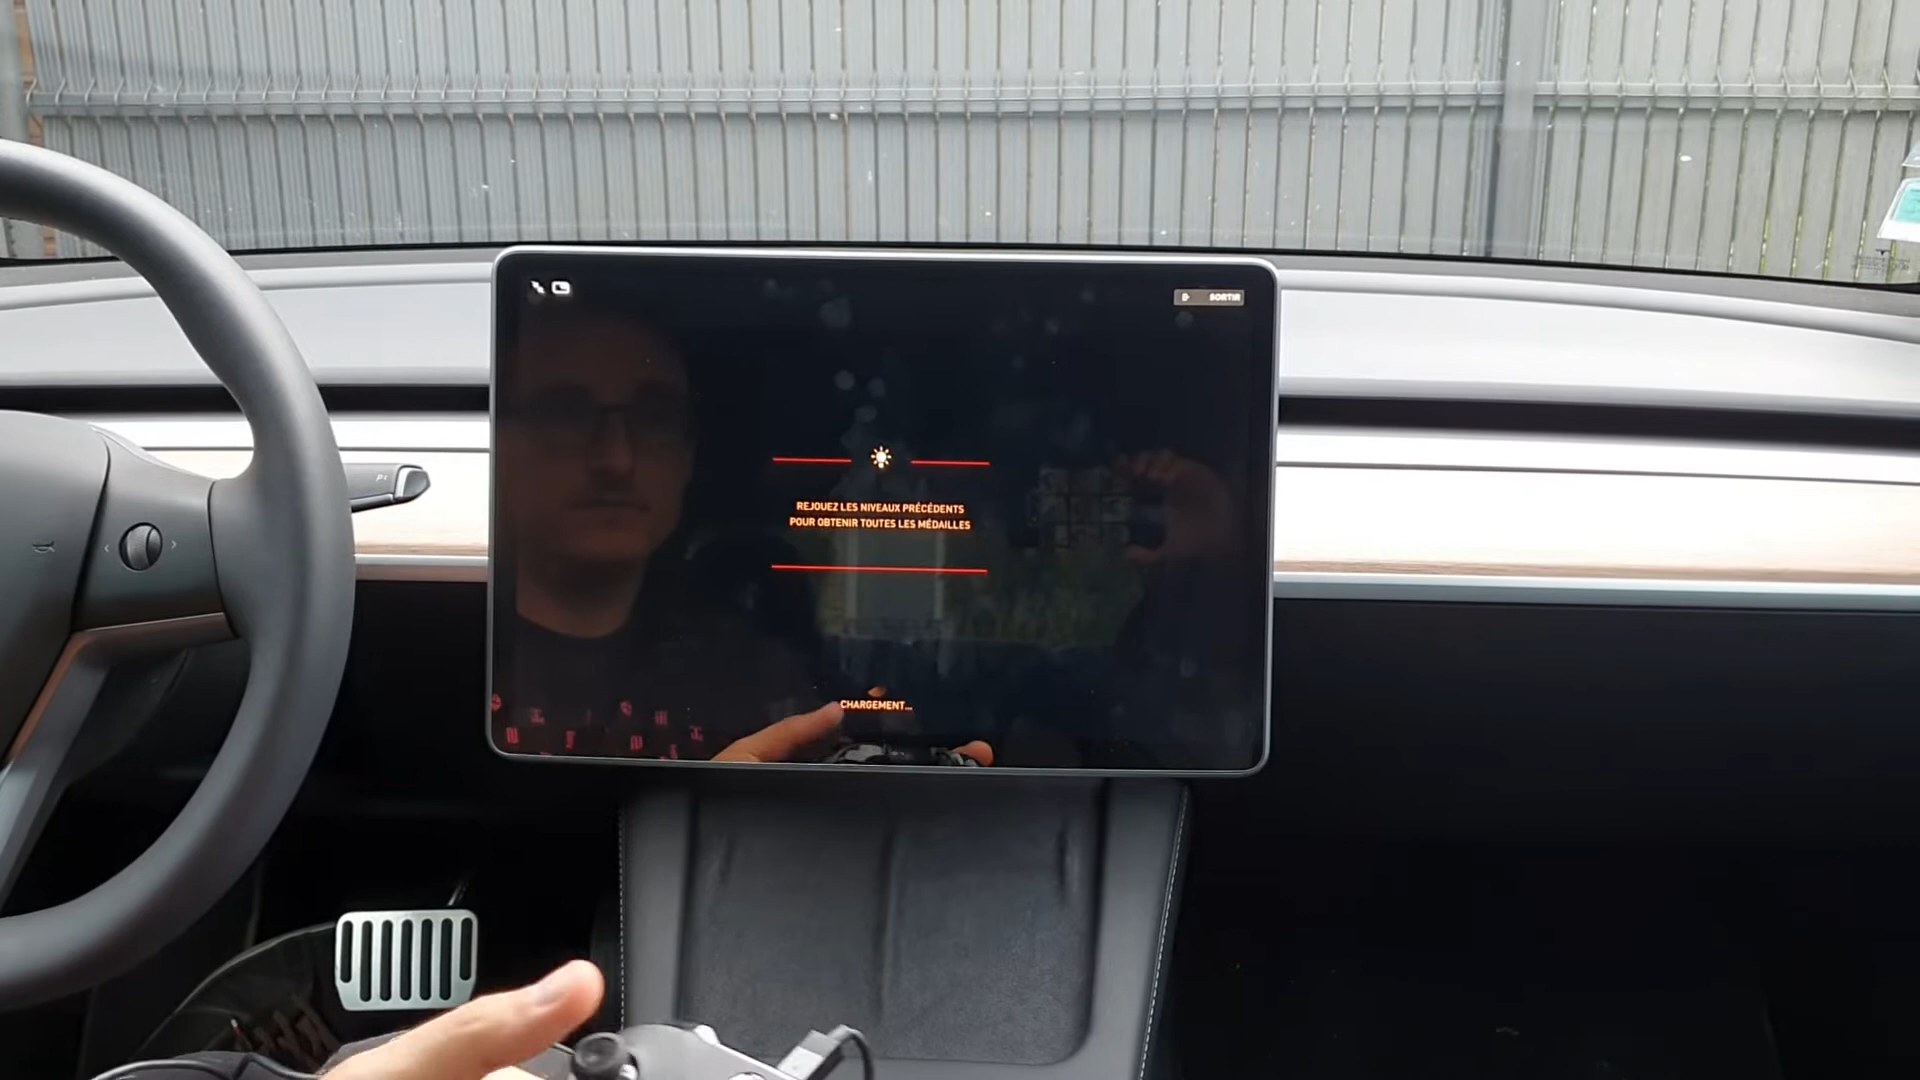 SORTIR
REJOUEZ LES NIVEAUX PRÉCÉDENTS
POUR OBTENIR TOUTES LES MÉDAILLES
CHARGEMENT...
P